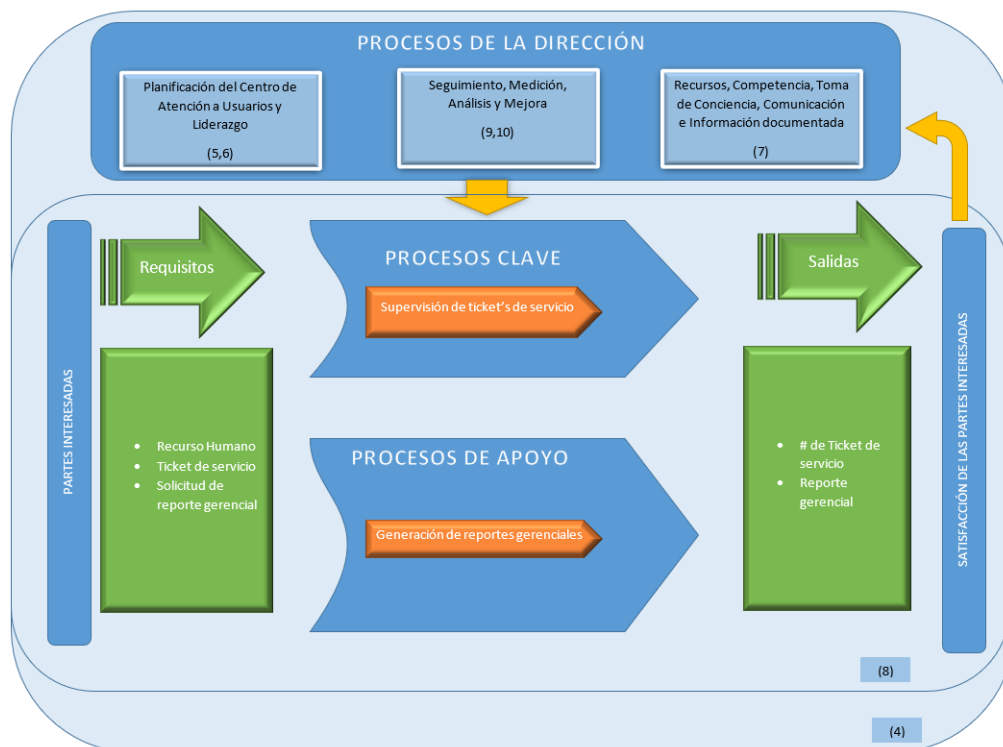 PROCESOS DE LA DIRECCIÓN
Planificación del Centro de
Atención a Usuarios y
Liderazgo
(5,6)
Seguimiento, Medición,
Análisis y Mejora
(9,10)
Recursos, Competencia, Toma
de Conciencia, Comunicación
e Información documentada
(7)
PARTES INTERESADAS
Requisitos
• Recurso Humano
• Ticket de servicio
• Solicitud de
reporte gerencial
PROCESOS CLAVE
Supervisión de ticket's de servicio
PROCESOS DE APOYO
Generación de reportes gerenciales
Salidas
• # de Ticket de
servicio
• Reporte
gerencial
SATISFACCIÓN DE LAS PARTES INTERESADAS
(8)
(4)